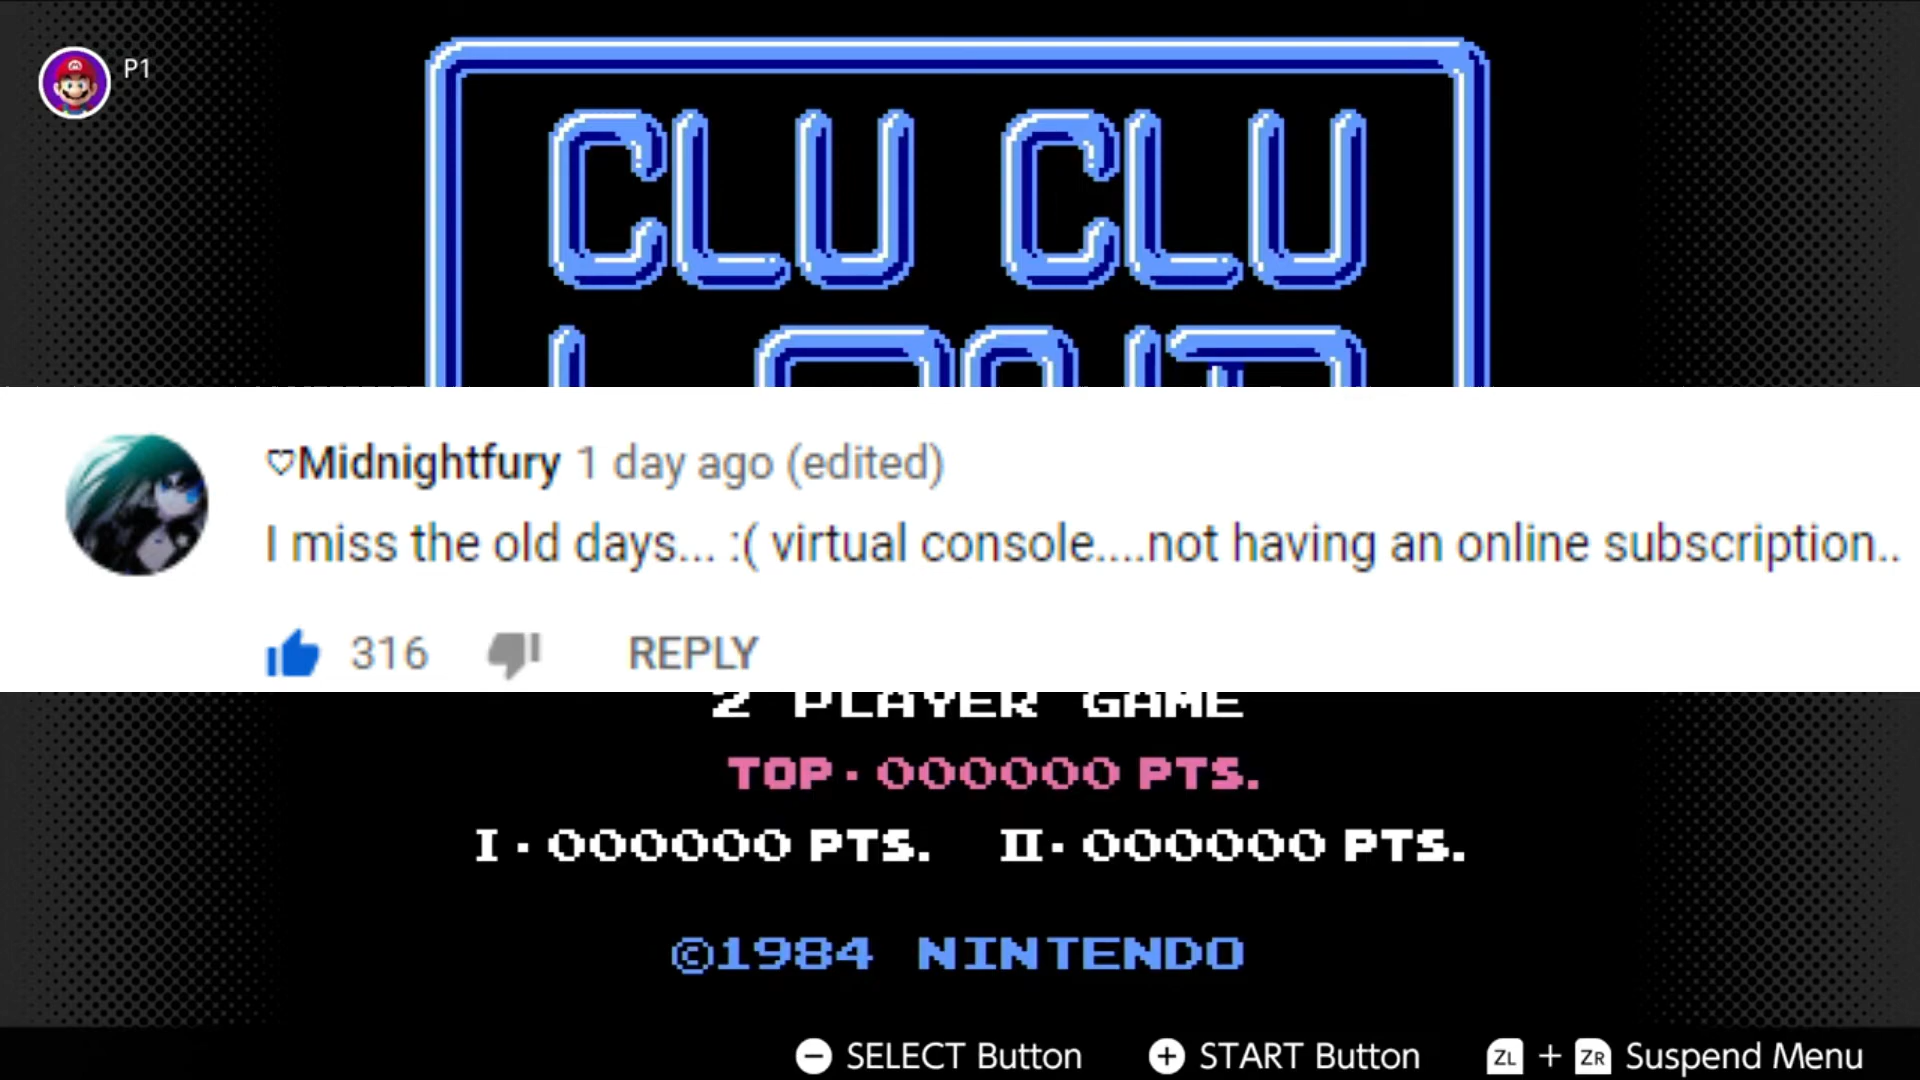 P1
CLU CLU
♡Midnightfury 1 day ago (edited)
I miss the old days... :( virtual console....not having an online subscription..
316 REPLY
2 PLAYER GAME
TOP· 000000 PTS.
I · 000000 PTS. II· 000000 PTS.
©1984 NINTENDO
SELECT Button START Button ZL + ZR Suspend Menu